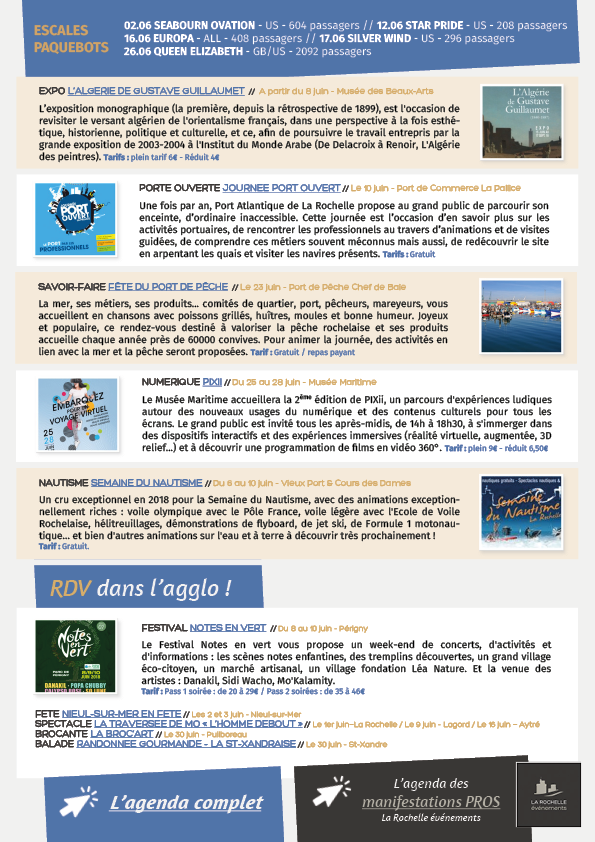 ESCALES
PAQUEBOTS
02.06 SEABOURN OVATION - US - 604 passagers // 12.06 STAR PRIDE - US - 208 passagers
16.06 EUROPA - ALL - 408 passagers // 17.06 SILVER WIND - US - 296 passagers
26.06 QUEEN ELIZABETH - GB/US - 2092 passagers
EXPO L'ALGERIE DE GUSTAVE GUILLAUMET // A partir du 8 juin - Musée des Beaux-Arts
L'exposition monographique (la première, depuis la rétrospective de 1899), est l'occasion de
revisiter le versant algérien de l'orientalisme français, dans une perspective à la fois esthé-
tique, historienne, politique et culturelle, et ce, afin de poursuivre le travail entrepris par la
grande exposition de 2003-2004 à l'Institut du Monde Arabe (De Delacroix à Renoir, L'Algérie
des peintres). Tarifs : plein tarif 6€ - Réduit 4€
L'Algérie
de Gustave
Guillaumet
EXPO
PORTE OUVERTE JOURNEE PORT OUVERT // Le 10 juin - Port de Commerce La Pallice
Une fois par an, Port Atlantique de La Rochelle propose au grand public de parcourir son
enceinte, d'ordinaire inaccessible. Cette journée est l'occasion d'en savoir plus sur les
activités portuaires, de rencontrer les professionnels au travers d'animations et de visites
guidées, de comprendre ces métiers souvent méconnus mais aussi, de redécouvrir le site
en arpentant les quais et visiter les navires présents. Tarifs : Gratuit
PORT
OUVERT
PROFESSIONNELS
SAVOIR-FAIRE FÊTE DU PORT DE PÊCHE // Le 23 juin - Port de Pêche Chef de Baie
La mer, ses métiers, ses produits... comités de quartier, port, pêcheurs, mareyeurs, vous
accueillent en chansons avec poissons grillés, huîtres, moules et bonne humeur. Joyeux
et populaire, ce rendez-vous destiné à valoriser la pêche rochelaise et ses produits
accueille chaque année près de 60000 convives. Pour animer la journée, des activités en
lien avec la mer et la pêche seront proposées. Tarif : Gratuit / repas payant
NUMERIQUE PIXII // Du 25 au 28 juin - Musée Maritime
Le Musée Maritime accueillera la 2ème édition de PIXii, un parcours d'expériences ludiques
autour des nouveaux usages du numérique et des contenus culturels pour tous les
écrans. Le grand public est invité tous les après-midis, de 14h à 18h30, à s'immerger dans
des dispositifs interactifs et des expériences immersives (réalité virtuelle, augmentée, 3D
relief...) et à découvrir une programmation de films en vidéo 360°. Tarif : plein 9€ - réduit 6,50€
EMBARQUEZ
POUR UN
VOYAGE VIRTUEL
25
28
NAUTISME SEMAINE DU NAUTISME // Du 6 au 10 juin - Vieux Port & Cours des Dames
Un cru exceptionnel en 2018 pour la Semaine du Nautisme, avec des animations exception-
nellement riches : voile olympique avec le Pôle France, voile légère avec l'Ecole de Voile
Rochelaise, hélitreuillages, démonstrations de flyboard, de jet ski, de Formule 1 motonau-
tique... et bien d'autres animations sur l'eau et à terre à découvrir très prochainement !
Tarif : Gratuit.
Semaine
du Nautisme
La Rochelle
RDV dans l'agglo !
FESTIVAL NOTES EN VERT // Du 8 au 10 juin - Périgny
Le Festival Notes en vert vous propose un week-end de concerts, d'activités et
d'informations : les scènes notes enfantines, des tremplins découvertes, un grand village
éco-citoyen, un marché artisanal, un village fondation Léa Nature. Et la venue des
artistes : Danakil, Sidi Wacho, Mo'Kalamity.
Tarif : Pass 1 soirée : de 20 à 29€ / Pass 2 soirées : de 35 à 46€
Notes
en Vert
DANAKIL • POPA CHUBBY
FETE NIEUL-SUR-MER EN FETE // Les 2 et 3 juin - Nieul-sur-Mer
SPECTACLE LA TRAVERSEE DE MO « L'HOMME DEBOUT » // Le 1er juin-La Rochelle / Le 9 juin - Lagord / Le 15 juin - Aytré
BROCANTE LA BROC'ART // Le 30 juin - Puilboreau
BALADE RANDONNEE GOURMANDE - LA ST-XANDRAISE // Le 30 juin - St-Xandre
L'agenda complet
L'agenda des
manifestations PROS
La Rochelle événements
LA ROCHELLE
événements